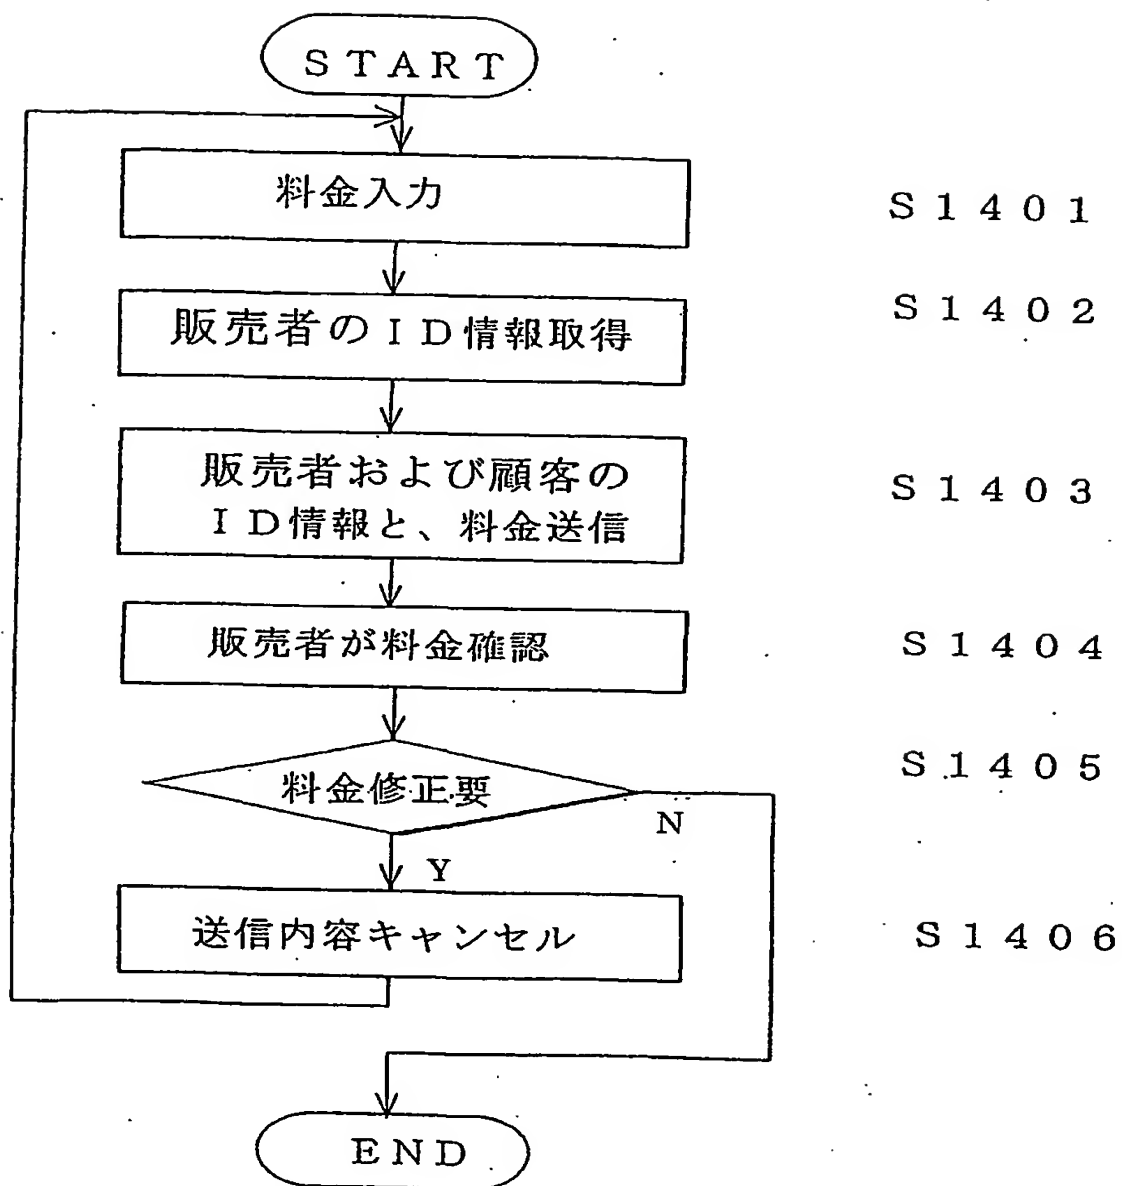 START
料金入力
S1401
販売者のID情報取得
S1402
販売者および顧客の
ID情報と、料金送信
S1403
販売者が料金確認
S1404
料金修正要
S1405
N
Y
送信内容キャンセル
S1406
END